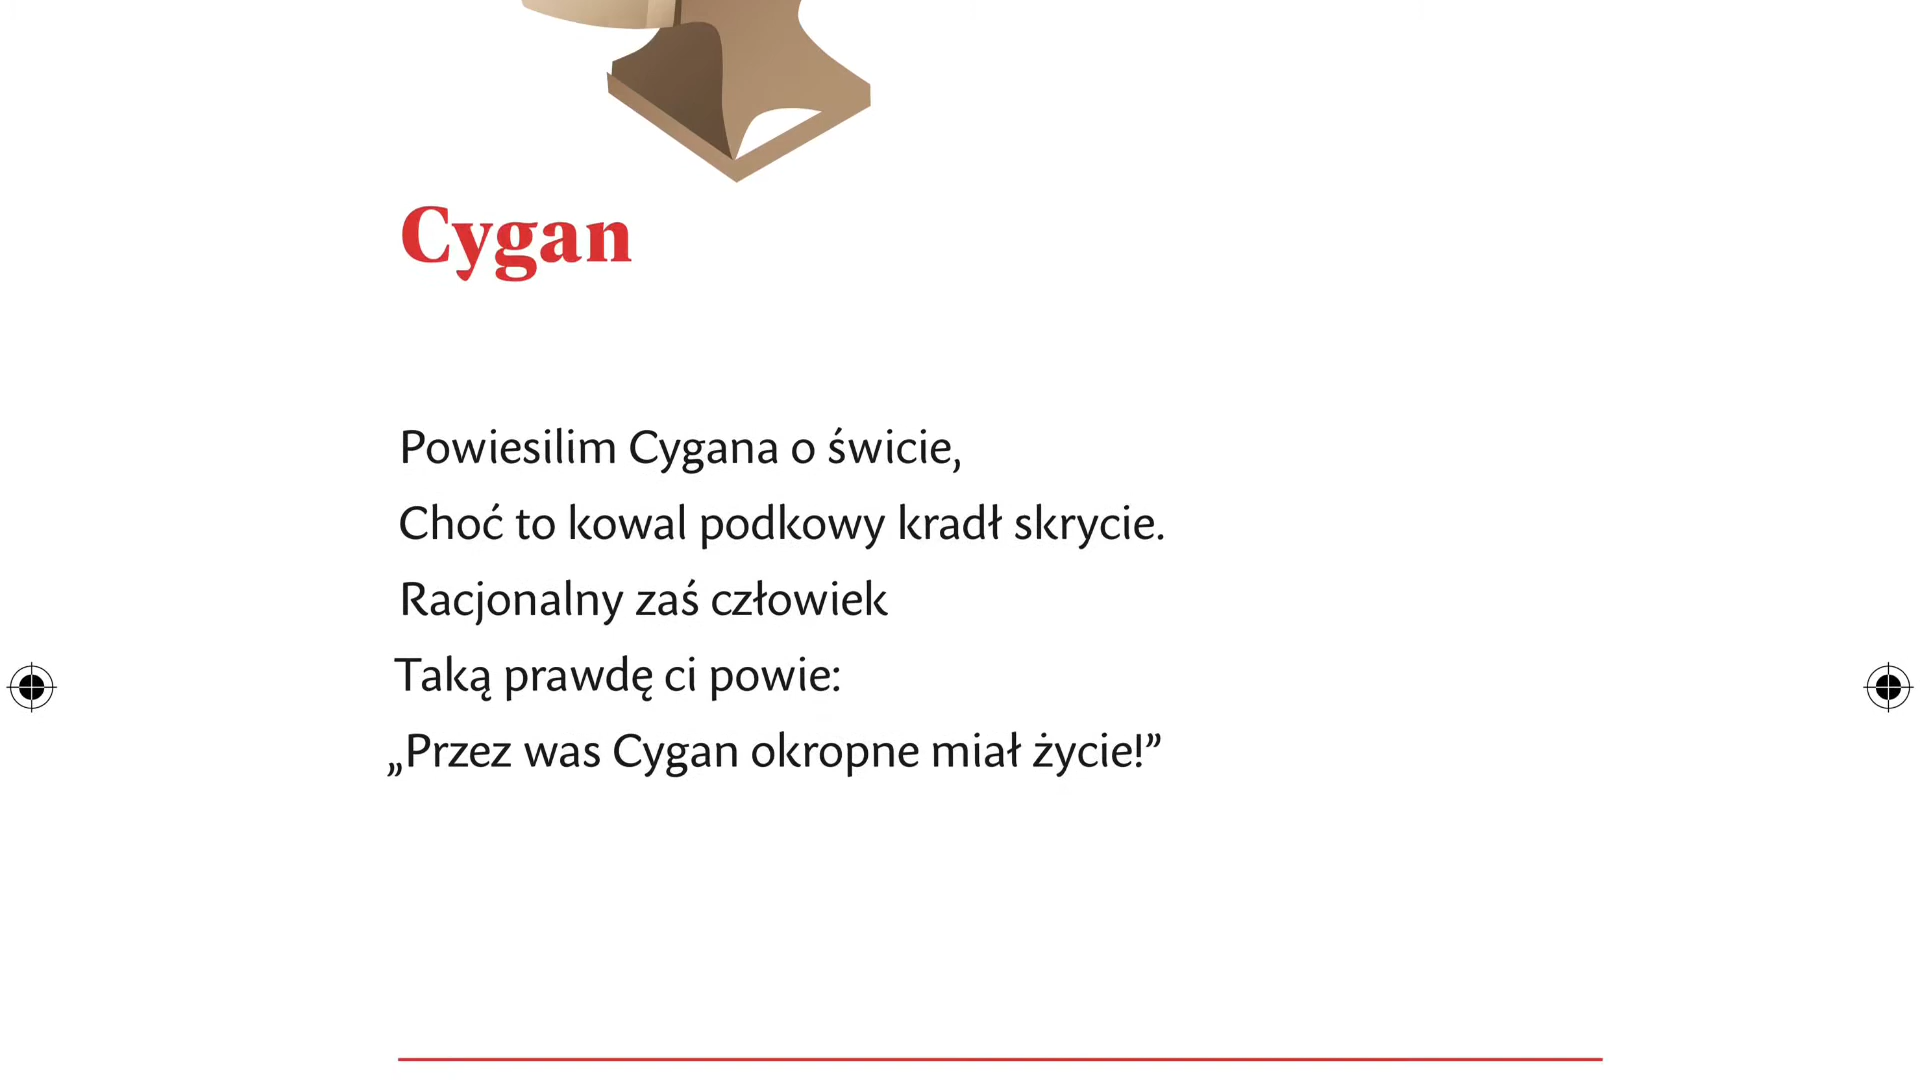 Cygan
Powiesilim Cygana o świcie,
Choć to kowal podkowy kradł skrycie.
Racjonalny zaś człowiek
Taką prawdę ci powie:
„Przez was Cygan okropne miał życie!”